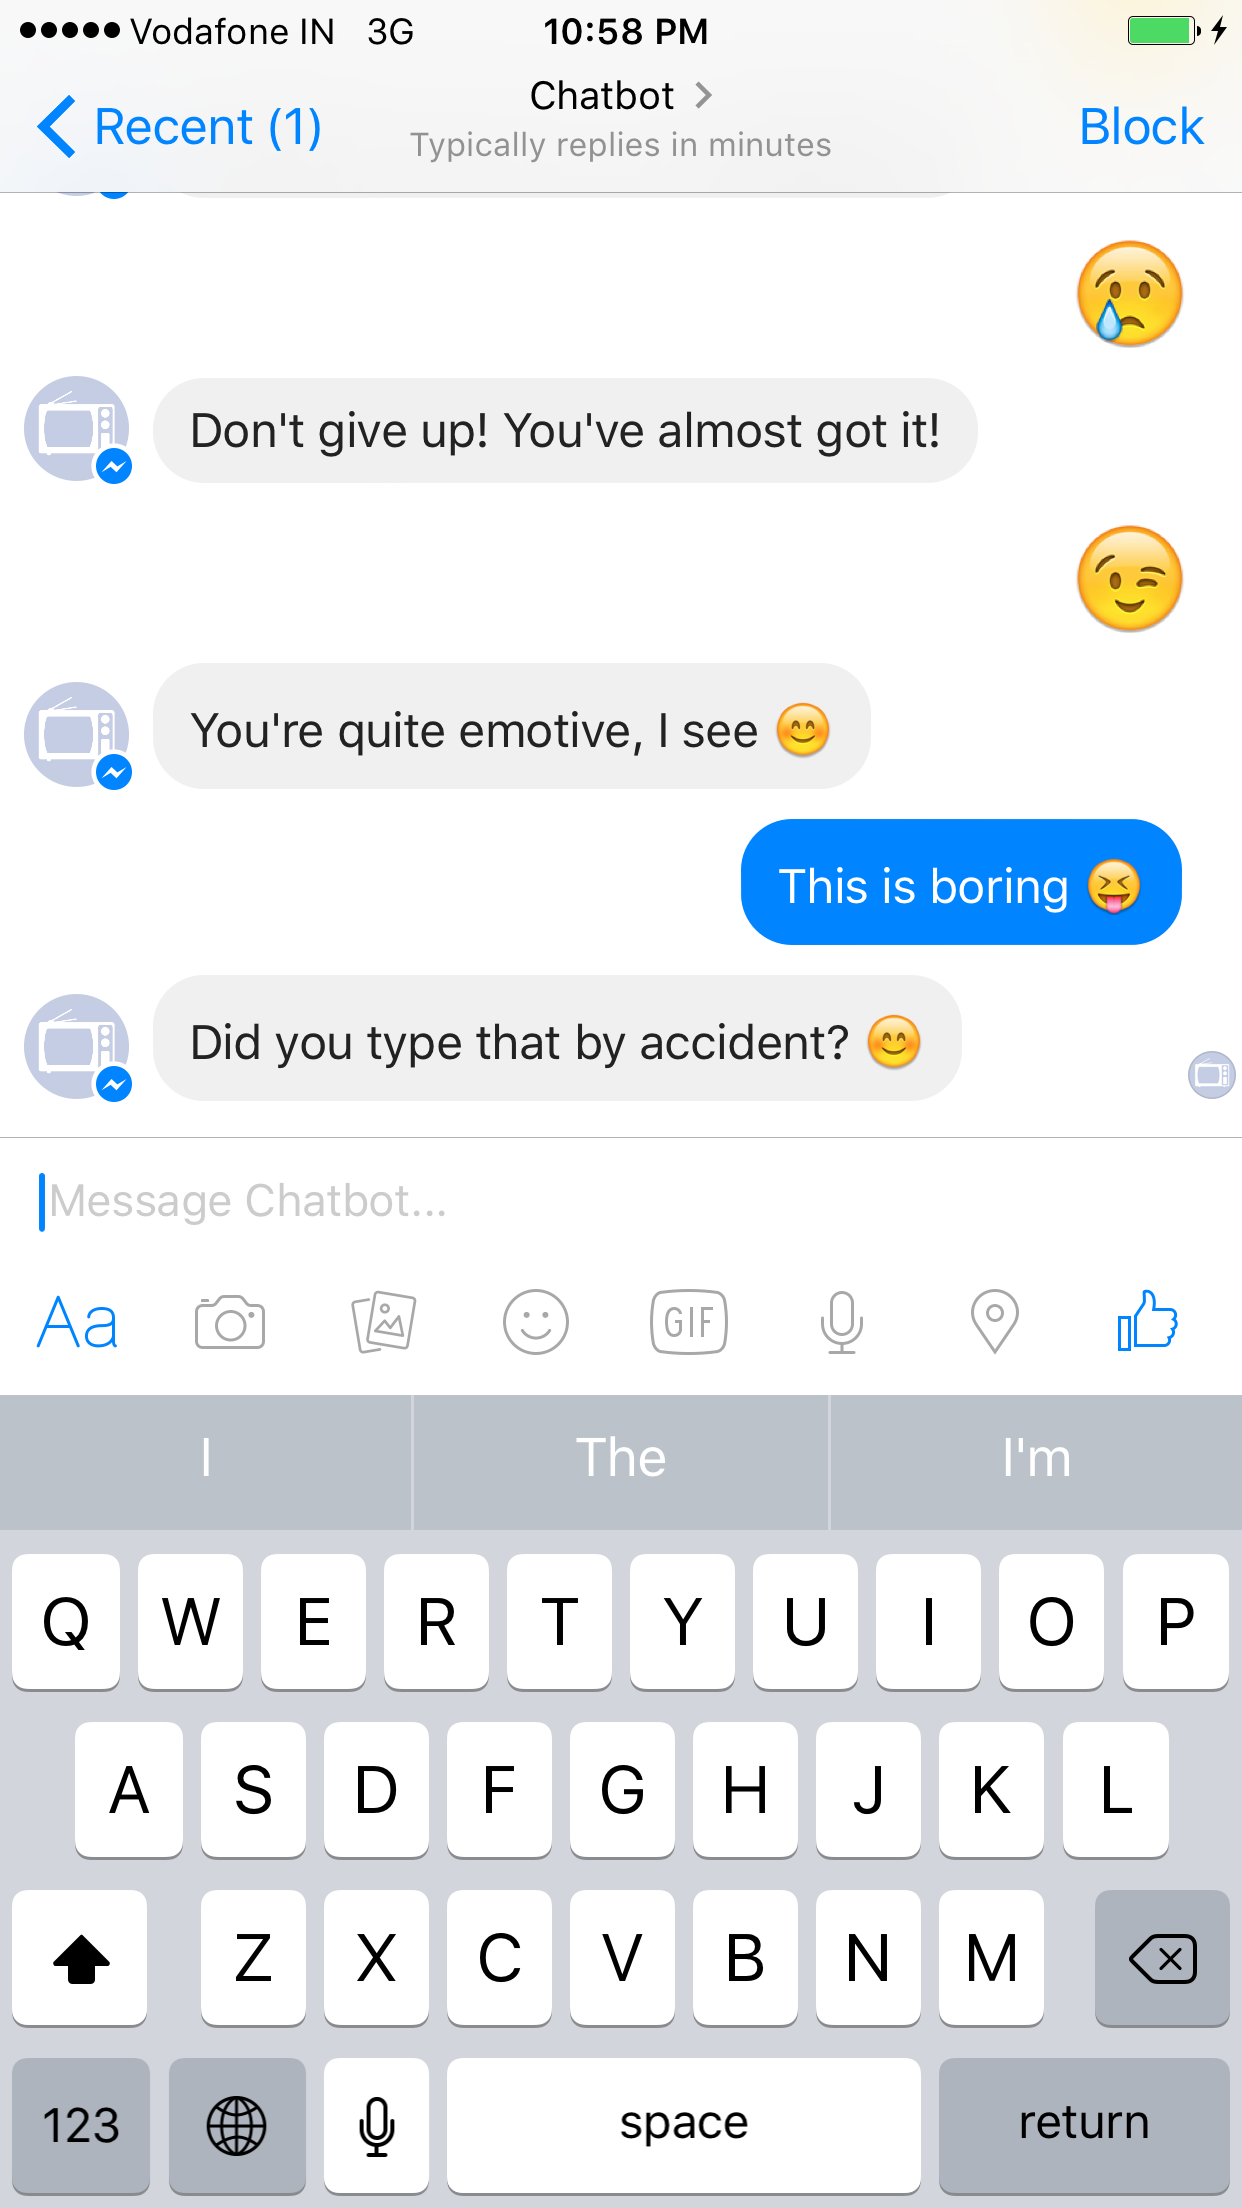 Vodafone IN 3G 10:58 PM
Recent (1) Chatbot Block
Typically replies in minutes
😢
Don't give up! You've almost got it!
😉
You're quite emotive, I see 😊
This is boring 😝
Did you type that by accident? 😊
Message Chatbot...
Aa GIF
I The I'm
Q W E R T Y U I O P
A S D F G H J K L
Z X C V B N M
123 space return